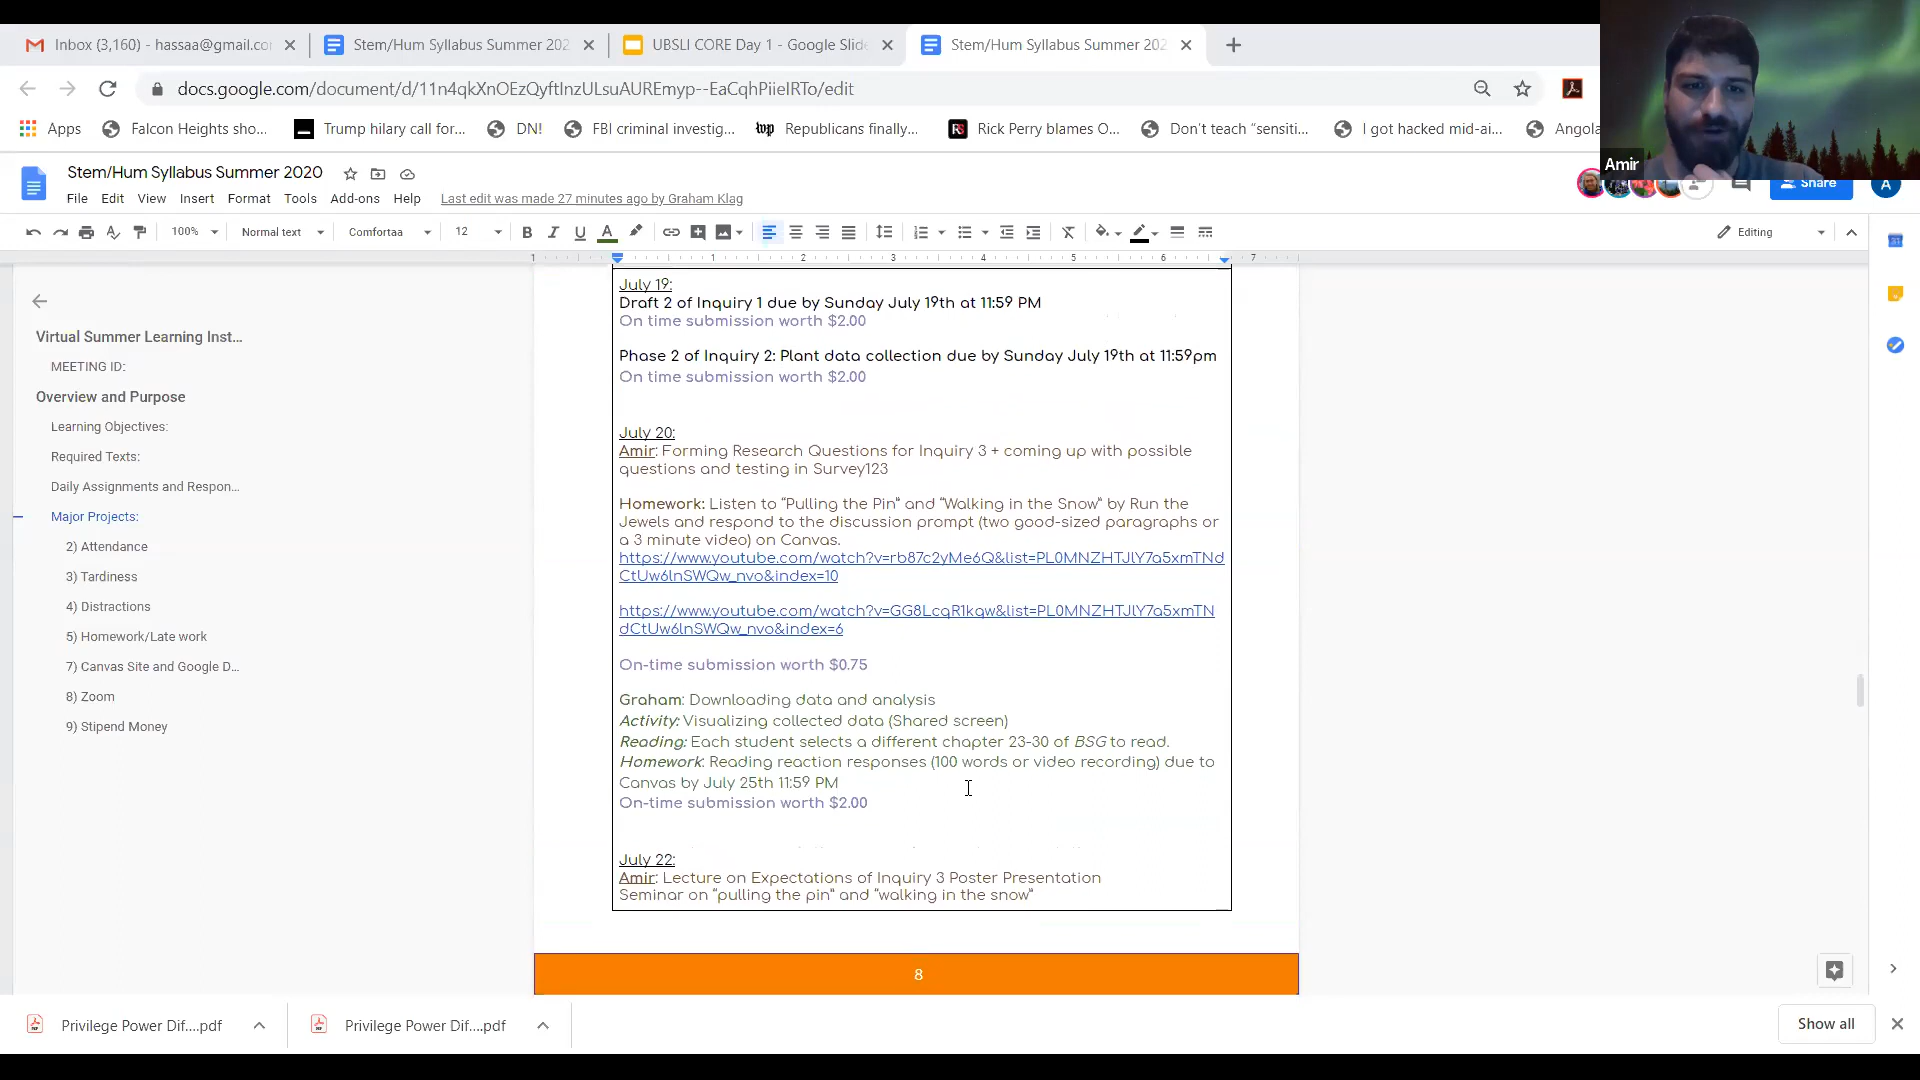 Inbox (3,160) - hassaa@gmail.co
Stem/Hum Syllabus Summer 202
UBSLI CORE Day 1 - Google Slide
Stem/Hum Syllabus Summer 202
docs.google.com/document/d/11n4qkXnOEzQyftInzULsuAUREmyp--EaCqhPiieIRTo/edit
Apps
Falcon Heights sho...
Trump hilary call for...
DN!
FBI criminal investig...
wp
Republicans finally...
RS
Rick Perry blames O...
Don't teach "sensiti...
I got hacked mid-ai...
Angola
Amir
Stem/Hum Syllabus Summer 2020
File Edit View Insert Format Tools Add-ons Help
Last edit was made 27 minutes ago by Graham Klag
Share
A
100%
Normal text
Comfortaa
12
B I U A
Editing
1 1 2 3 4 5 6 7
Virtual Summer Learning Inst...
MEETING ID:
Overview and Purpose
Learning Objectives:
Required Texts:
Daily Assignments and Respon...
Major Projects:
2) Attendance
3) Tardiness
4) Distractions
5) Homework/Late work
7) Canvas Site and Google D...
8) Zoom
9) Stipend Money
July 19:
Draft 2 of Inquiry 1 due by Sunday July 19th at 11:59 PM
On time submission worth $2.00
Phase 2 of Inquiry 2: Plant data collection due by Sunday July 19th at 11:59pm
On time submission worth $2.00
July 20:
Amir: Forming Research Questions for Inquiry 3 + coming up with possible
questions and testing in Survey123
Homework: Listen to "Pulling the Pin" and "Walking in the Snow" by Run the
Jewels and respond to the discussion prompt (two good-sized paragraphs or
a 3 minute video) on Canvas.
https://www.youtube.com/watch?v=rb87c2yMe6Q&list=PL0MNZHTJlY7a5xmTNd
CtUw6lnSWQw_nvo&index=10
https://www.youtube.com/watch?v=GG8LcqR1kqw&list=PL0MNZHTJlY7a5xmTN
dCtUw6lnSWQw_nvo&index=6
On-time submission worth $0.75
Graham: Downloading data and analysis
Activity: Visualizing collected data (Shared screen)
Reading: Each student selects a different chapter 23-30 of BSG to read.
Homework: Reading reaction responses (100 words or video recording) due to
Canvas by July 25th 11:59 PM
On-time submission worth $2.00
July 22:
Amir: Lecture on Expectations of Inquiry 3 Poster Presentation
Seminar on "pulling the pin" and "walking in the snow"
8
Privilege Power Dif....pdf
Privilege Power Dif....pdf
Show all